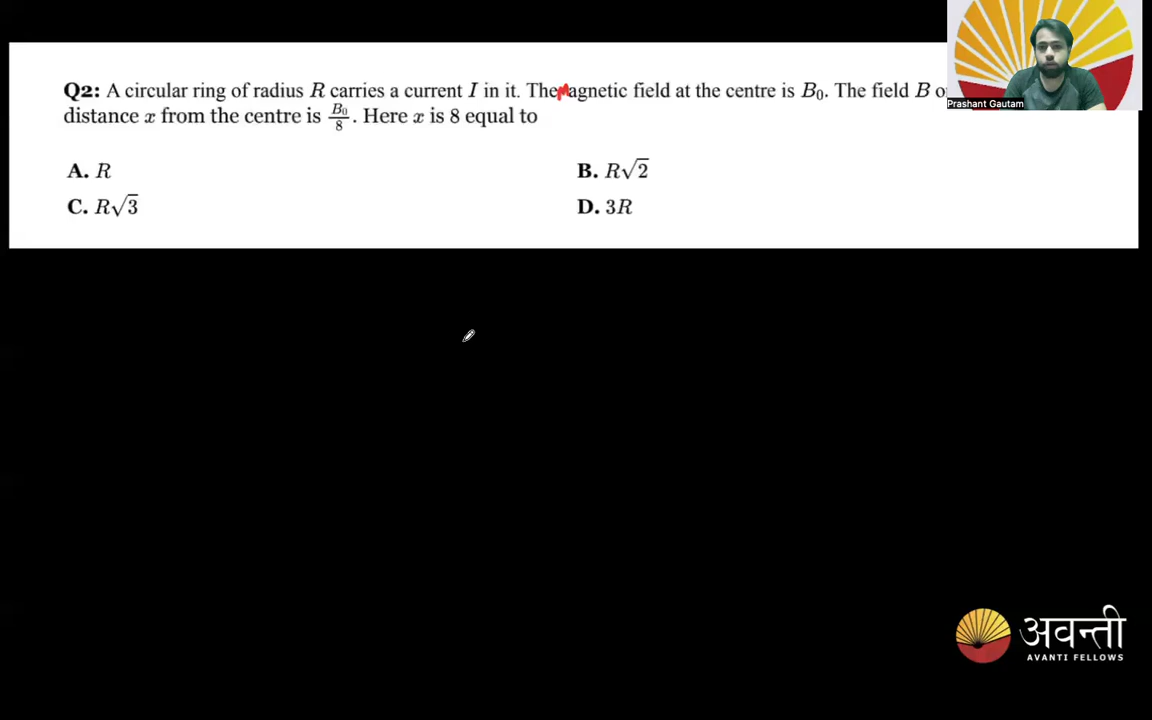 Q2: A circular ring of radius R carries a current I in it. The Magnetic field at the centre is B₀. The field B
distance x from the centre is B₀/8. Here x is 8 equal to
A. R
B. R√2
C. R√3
D. 3R
Prashant Gautam
अवन्ती
AVANTI FELLOWS